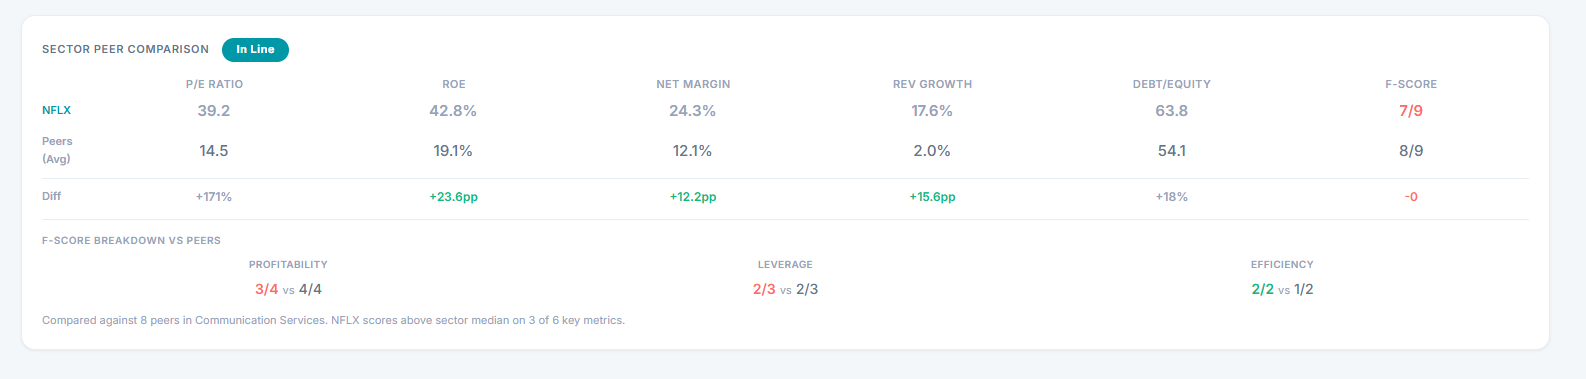 SECTOR PEER COMPARISON In Line
P/E RATIO ROE NET MARGIN REV GROWTH DEBT/EQUITY F-SCORE
NFLX 39.2 42.8% 24.3% 17.6% 63.8 7/9
Peers
(Avg) 14.5 19.1% 12.1% 2.0% 54.1 8/9
Diff +171% +23.6pp +12.2pp +15.6pp +18% -0
F-SCORE BREAKDOWN VS PEERS
PROFITABILITY LEVERAGE EFFICIENCY
3/4 vs 4/4 2/3 vs 2/3 2/2 vs 1/2
Compared against 8 peers in Communication Services. NFLX scores above sector median on 3 of 6 key metrics.